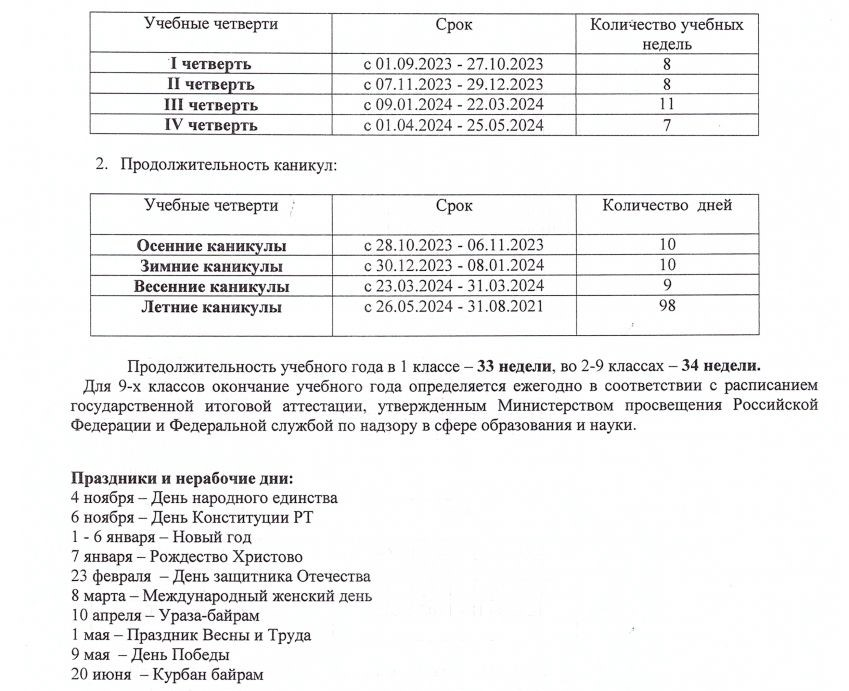 Учебные четверти Срок Количество учебных недель
I четверть с 01.09.2023 - 27.10.2023 8
II четверть с 07.11.2023 - 29.12.2023 8
III четверть с 09.01.2024 - 22.03.2024 11
IV четверть с 01.04.2024 - 25.05.2024 7
2. Продолжительность каникул:
Учебные четверти Срок Количество дней
Осенние каникулы с 28.10.2023 - 06.11.2023 10
Зимние каникулы с 30.12.2023 - 08.01.2024 10
Весенние каникулы с 23.03.2024 - 31.03.2024 9
Летние каникулы с 26.05.2024 - 31.08.2021 98
Продолжительность учебного года в 1 классе – 33 недели, во 2-9 классах – 34 недели.
Для 9-х классов окончание учебного года определяется ежегодно в соответствии с расписанием
государственной итоговой аттестации, утвержденным Министерством просвещения Российской
Федерации и Федеральной службой по надзору в сфере образования и науки.
Праздники и нерабочие дни:
4 ноября – День народного единства
6 ноября – День Конституции РТ
1 - 6 января – Новый год
7 января – Рождество Христово
23 февраля – День защитника Отечества
8 марта – Международный женский день
10 апреля – Ураза-байрам
1 мая – Праздник Весны и Труда
9 мая – День Победы
20 июня – Курбан байрам